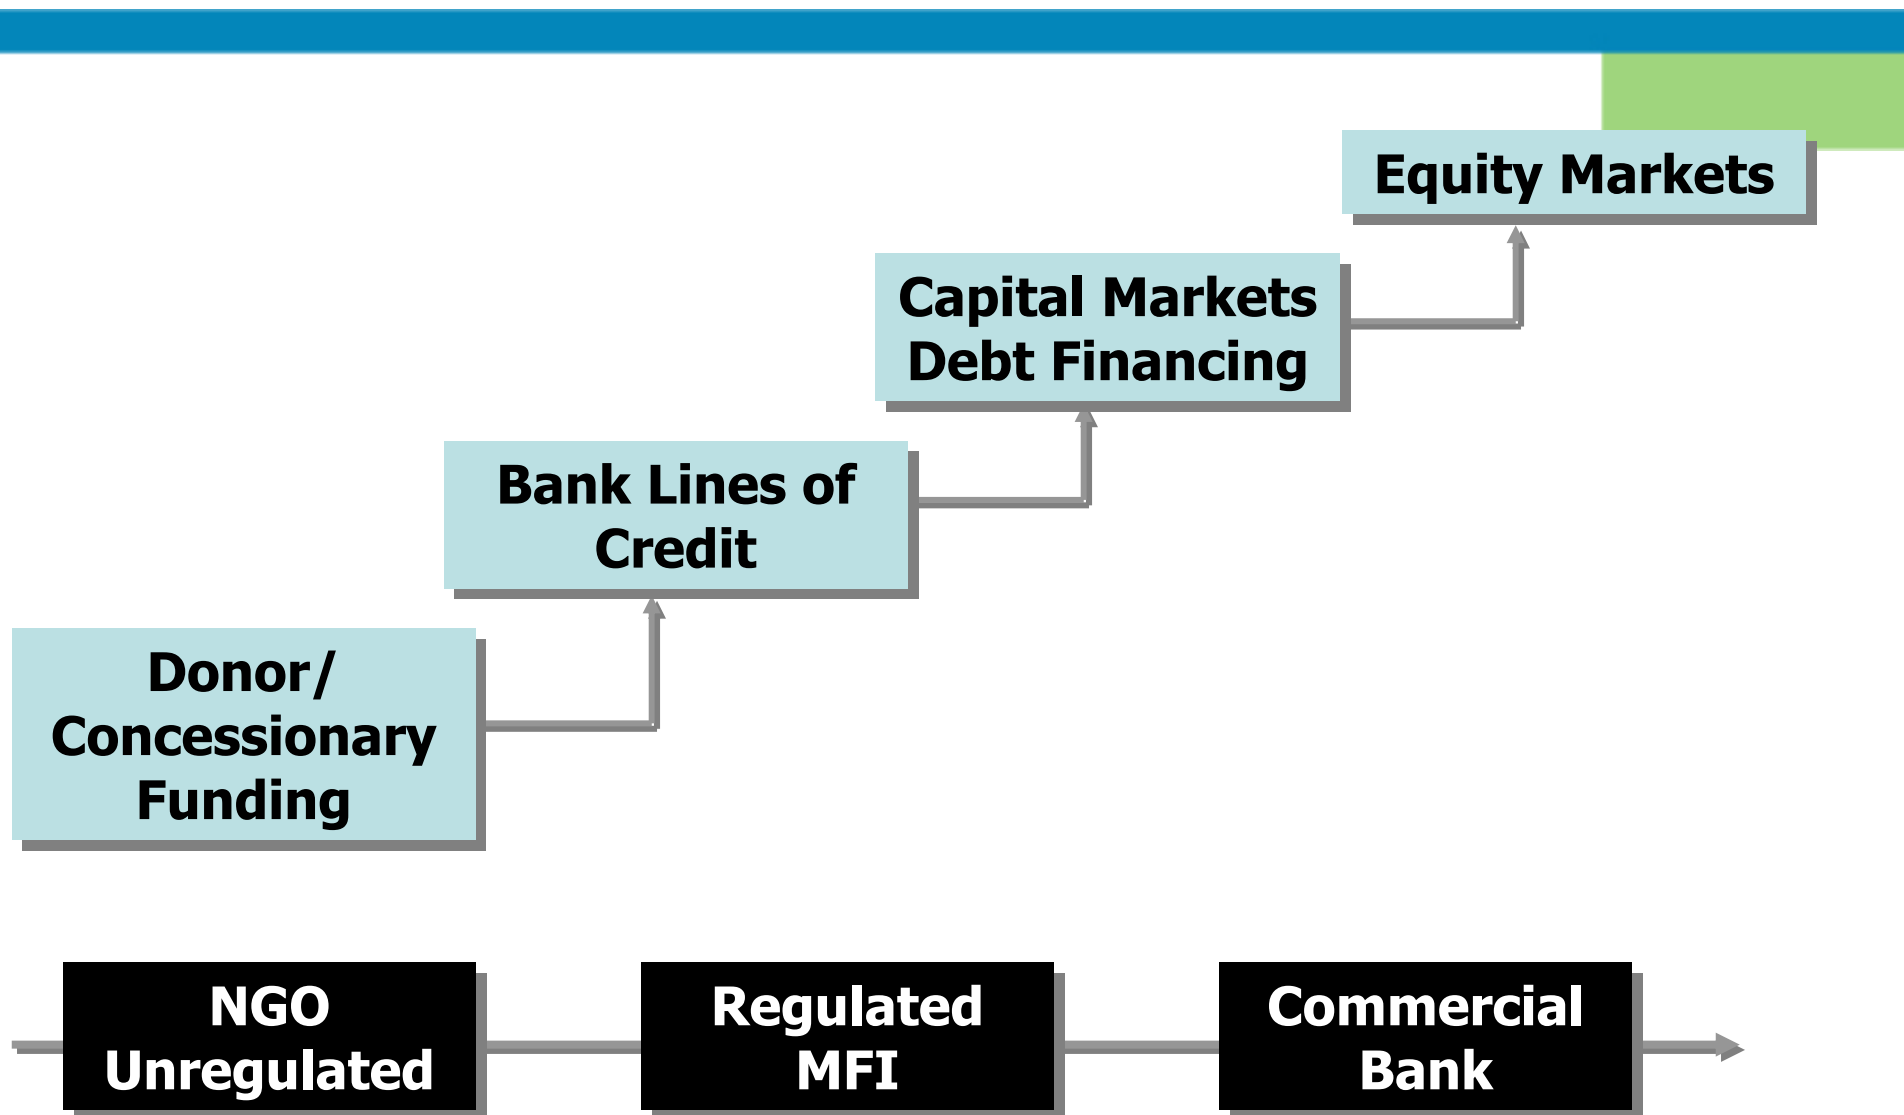 Equity Markets
Capital Markets
Debt Financing
Bank Lines of
Credit
Donor/
Concessionary
Funding
NGO
Unregulated
Regulated
MFI
Commercial
Bank